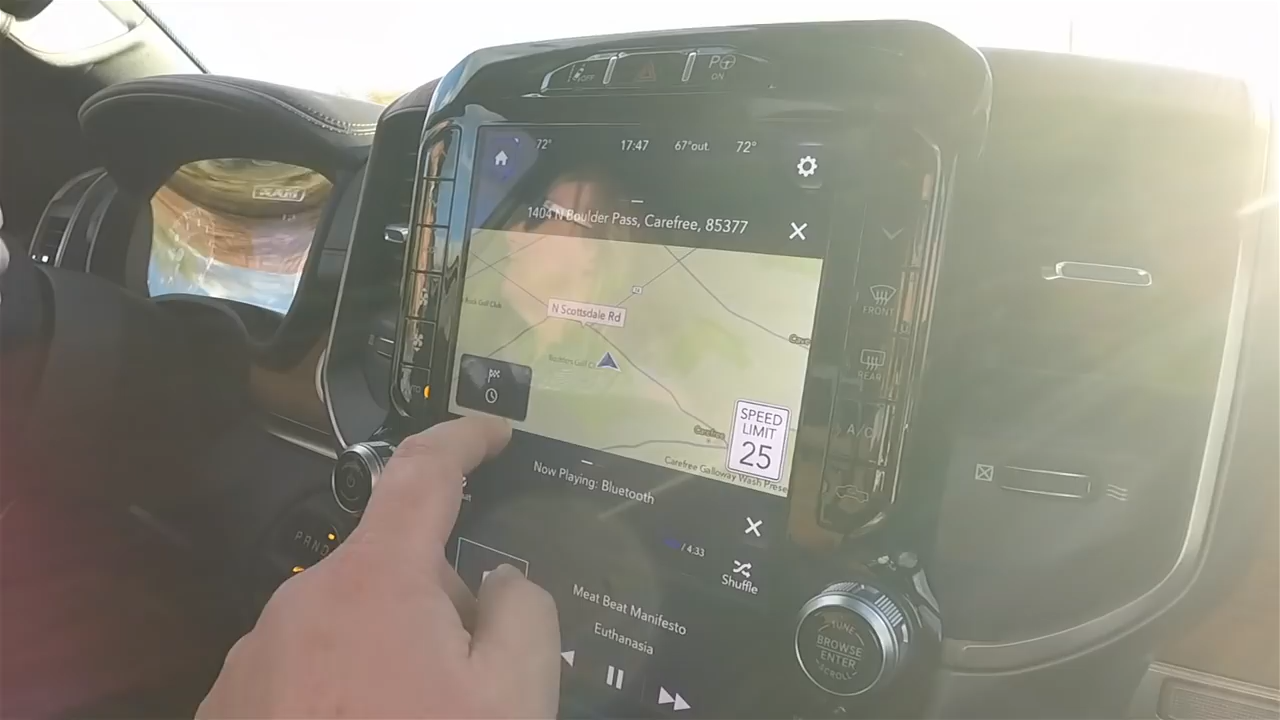 OFF
P
ON
72°
17:47
67°out.
72°
1404 N Boulder Pass, Carefree, 85377
RAM
N Scottsdale Rd
SPEED
LIMIT
25
Carefree
Carefree Galloway Wash Prese
FRONT
REAR
A/C
Now Playing: Bluetooth
/ 4:33
Shuffle
Meat Beat Manifesto
Euthanasia
PRND
TUNE
BROWSE
ENTER
SCROLL